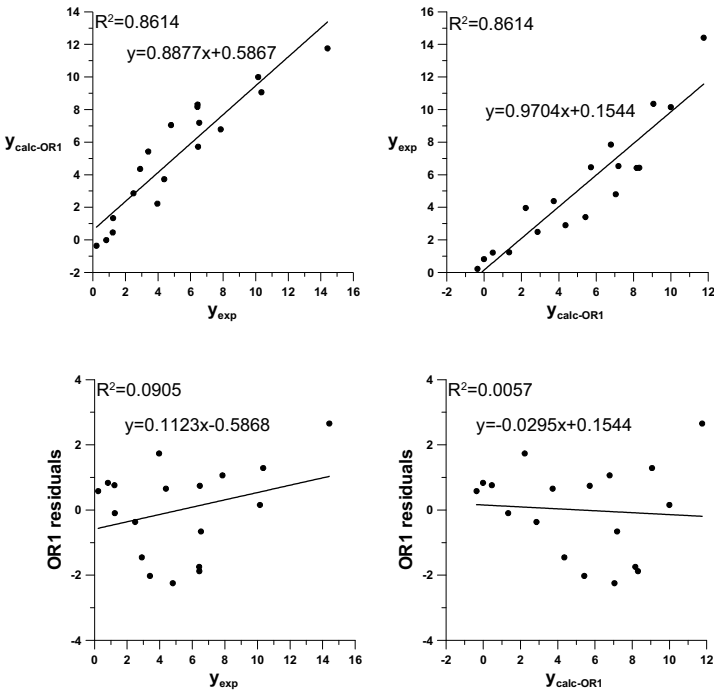 R²=0.8614
y=0.8877x+0.5867
14
12
10
8
6
4
2
0
-2
y_calc-OR1
0 2 4 6 8 10 12 14 16
y_exp
R²=0.8614
y=0.9704x+0.1544
16
14
12
10
8
6
4
2
0
y_exp
-2 0 2 4 6 8 10 12
y_calc-OR1
R²=0.0905
y=0.1123x-0.5868
4
2
0
-2
-4
OR1 residuals
0 2 4 6 8 10 12 14 16
y_exp
R²=0.0057
y=-0.0295x+0.1544
4
2
0
-2
-4
OR1 residuals
-2 0 2 4 6 8 10 12
y_calc-OR1